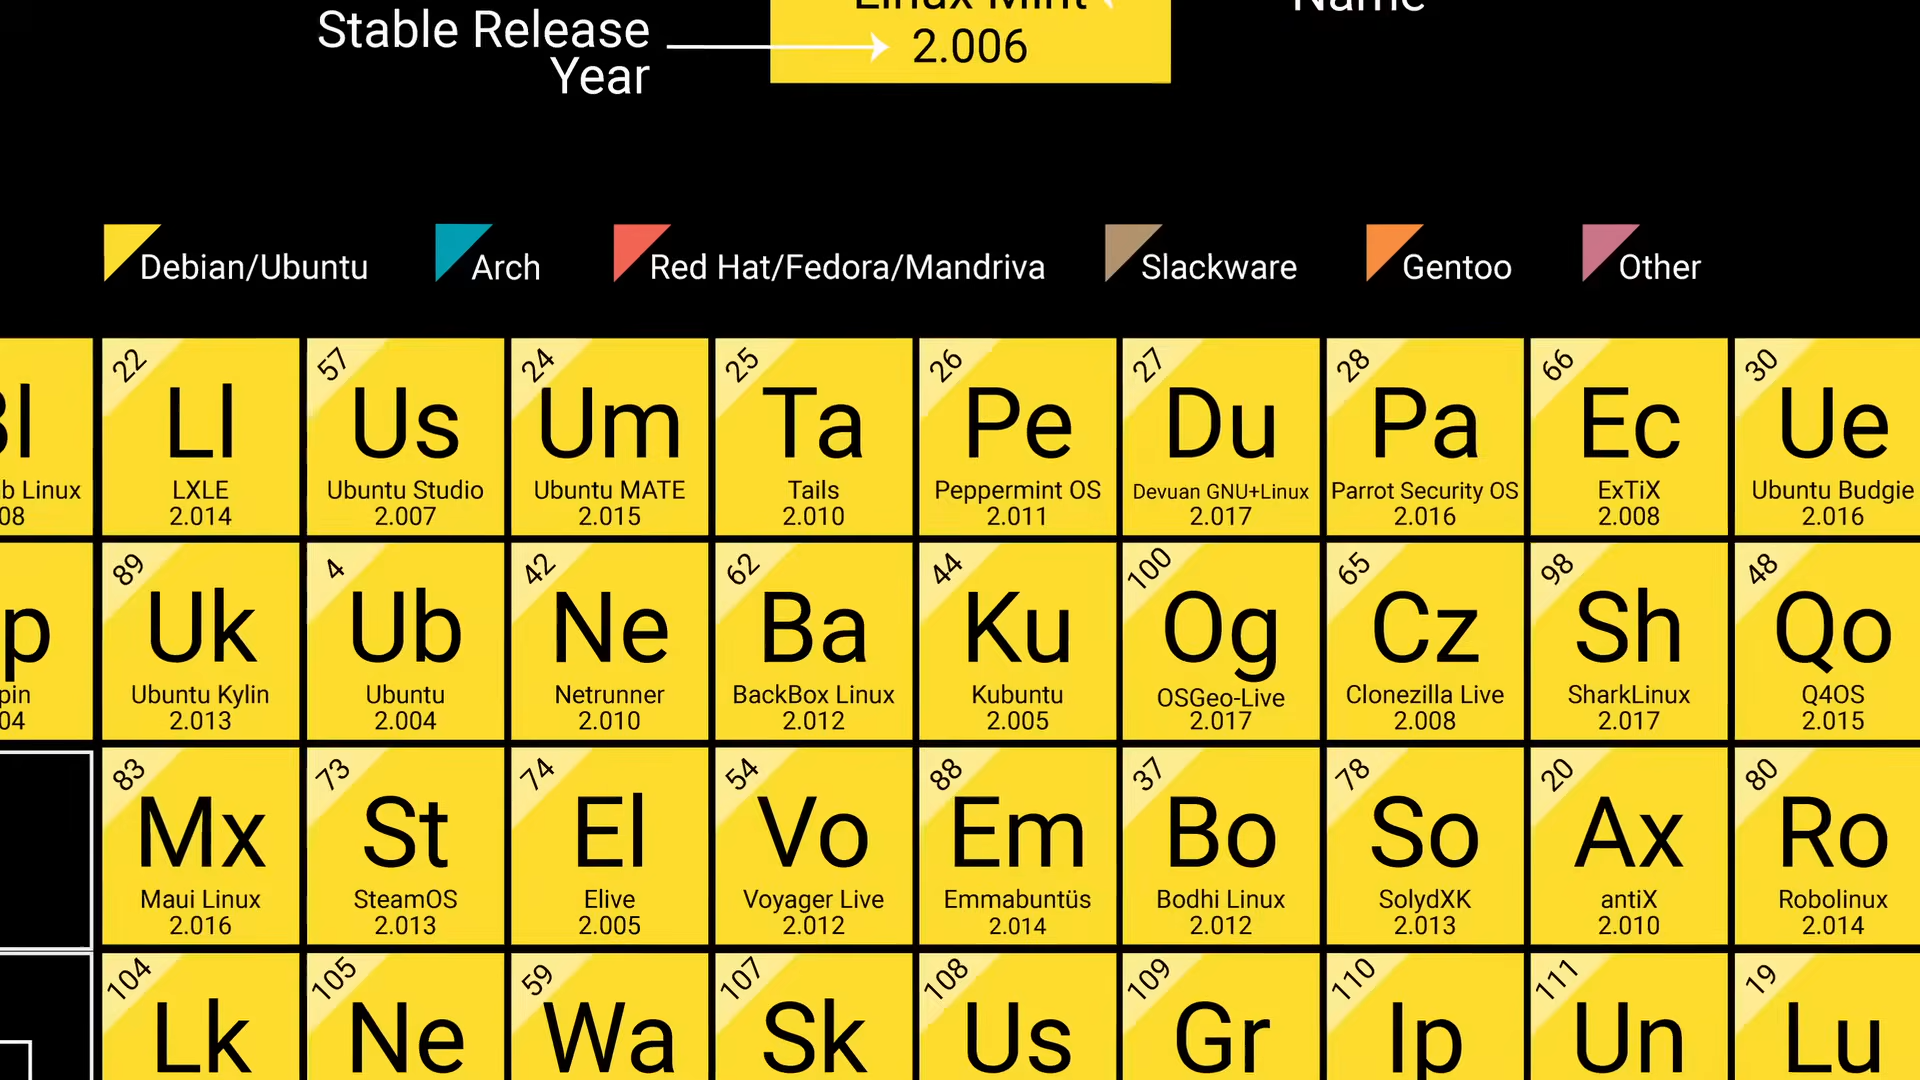 Linux Mint
Name
Stable Release
Year
2.006
Debian/Ubuntu
Arch
Red Hat/Fedora/Mandriva
Slackware
Gentoo
Other
22 57 24 25 26 27 28 66 30
Bl Ll Us Um Ta Pe Du Pa Ec Ue
b Linux LXLE Ubuntu Studio Ubuntu MATE Tails Peppermint OS Devuan GNU+Linux Parrot Security OS ExTiX Ubuntu Budgie
08 2.014 2.007 2.015 2.010 2.011 2.017 2.016 2.008 2.016
89 4 42 62 44 100 65 98 48
p Uk Ub Ne Ba Ku Og Cz Sh Qo
pin Ubuntu Kylin Ubuntu Netrunner BackBox Linux Kubuntu OSGeo-Live Clonezilla Live SharkLinux Q4OS
04 2.013 2.004 2.010 2.012 2.005 2.017 2.008 2.017 2.015
83 73 74 54 88 37 78 20 80
Mx St El Vo Em Bo So Ax Ro
Maui Linux SteamOS Elive Voyager Live Emmabuntüs Bodhi Linux SolydXK antiX Robolinux
2.016 2.013 2.005 2.012 2.014 2.012 2.013 2.010 2.014
104 105 59 107 108 109 110 111 19
Lk Ne Wa Sk Us Gr Ip Un Lu